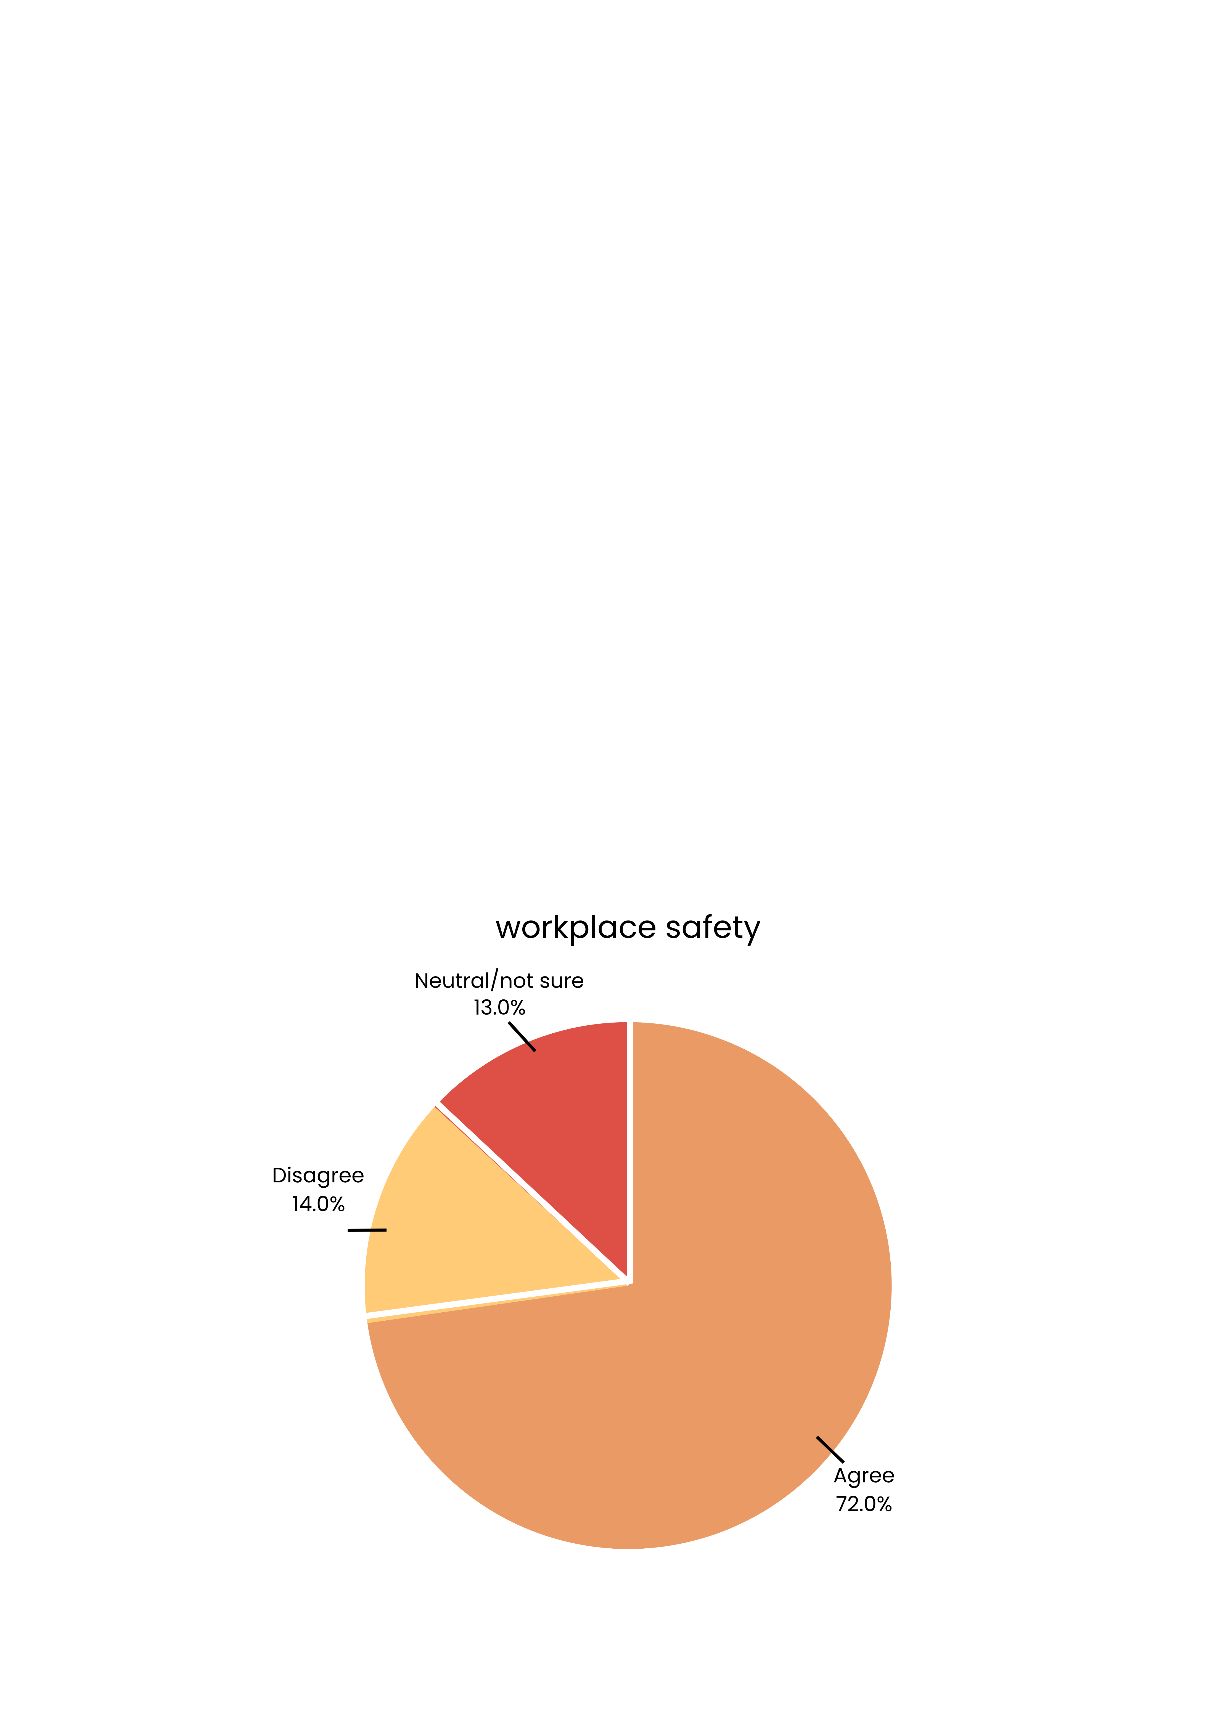 workplace safety
Neutral/not sure
13.0%
Disagree
14.0%
Agree
72.0%